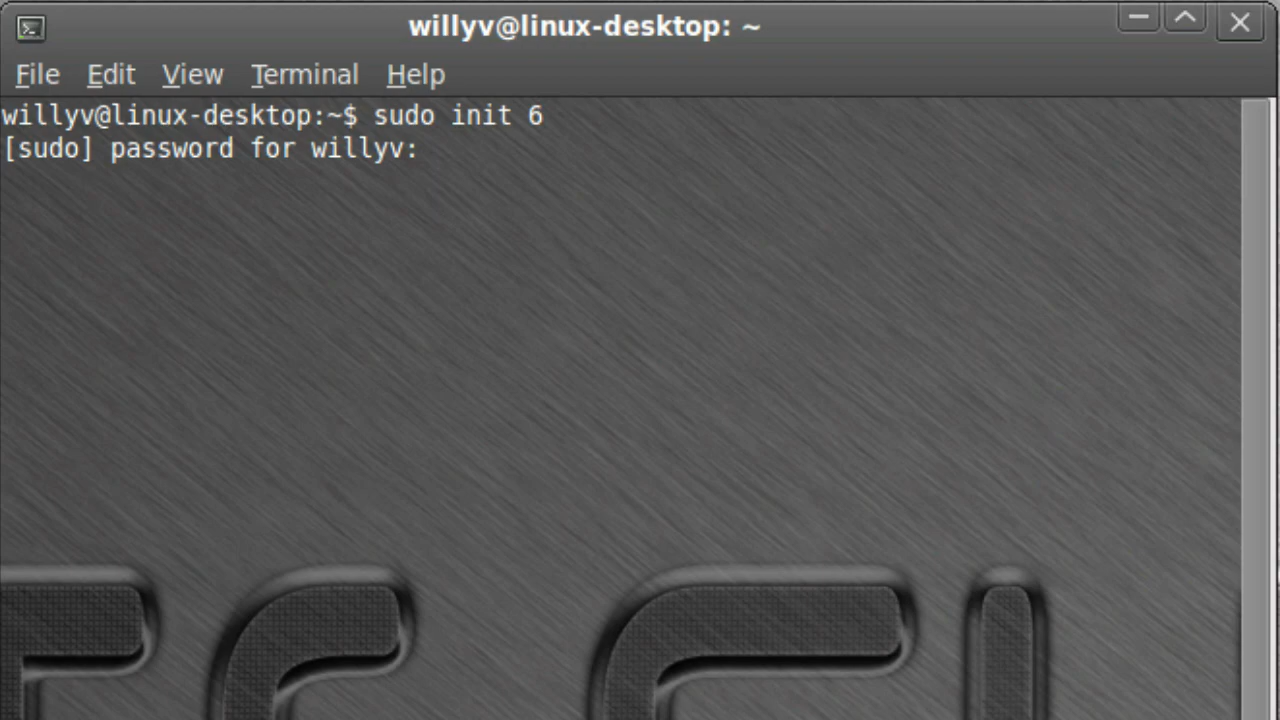 willyv@linux-desktop: ~
File Edit View Terminal Help
willyv@linux-desktop:~$ sudo init 6
[sudo] password for willyv: